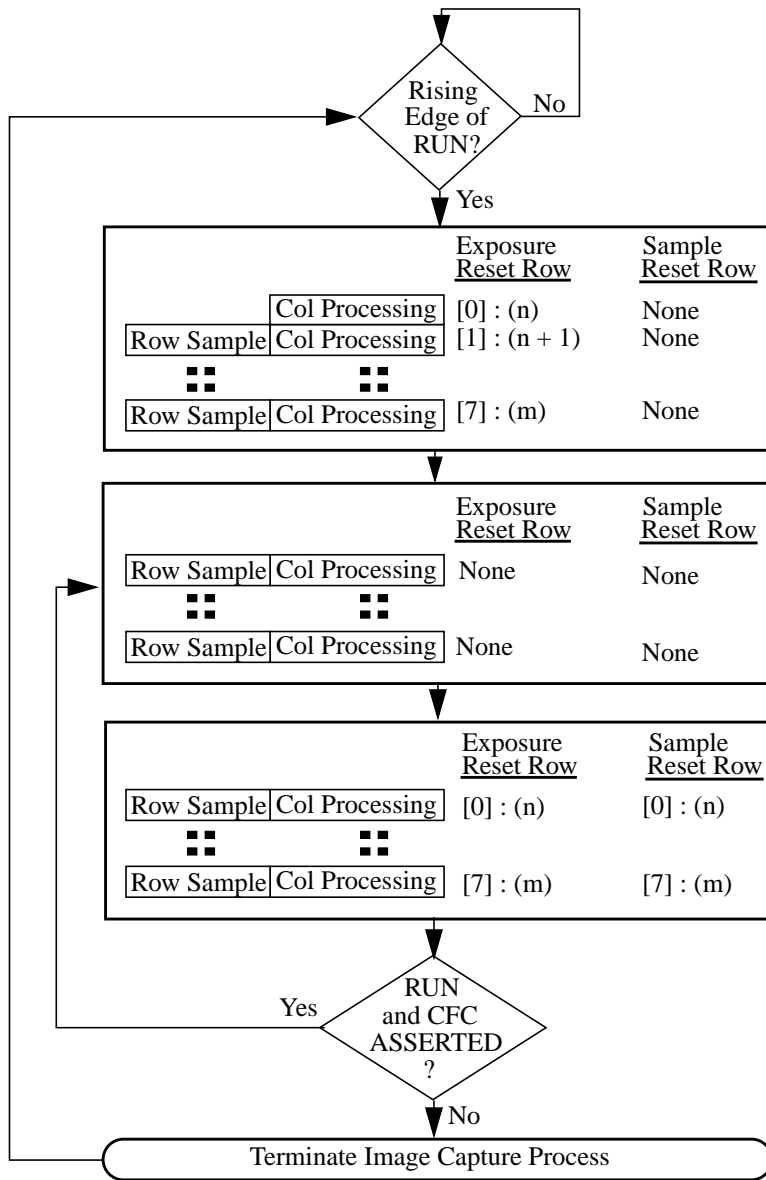 Rising
Edge of
RUN?
No
Yes
Exposure Sample
Reset Row Reset Row
Col Processing [0] : (n) None
Row Sample Col Processing [1] : (n + 1) None
Row Sample Col Processing [7] : (m) None
Exposure Sample
Reset Row Reset Row
Row Sample Col Processing None None
Row Sample Col Processing None None
Exposure Sample
Reset Row Reset Row
Row Sample Col Processing [0] : (n) [0] : (n)
Row Sample Col Processing [7] : (m) [7] : (m)
Yes
RUN
and CFC
ASSERTED
?
No
Terminate Image Capture Process